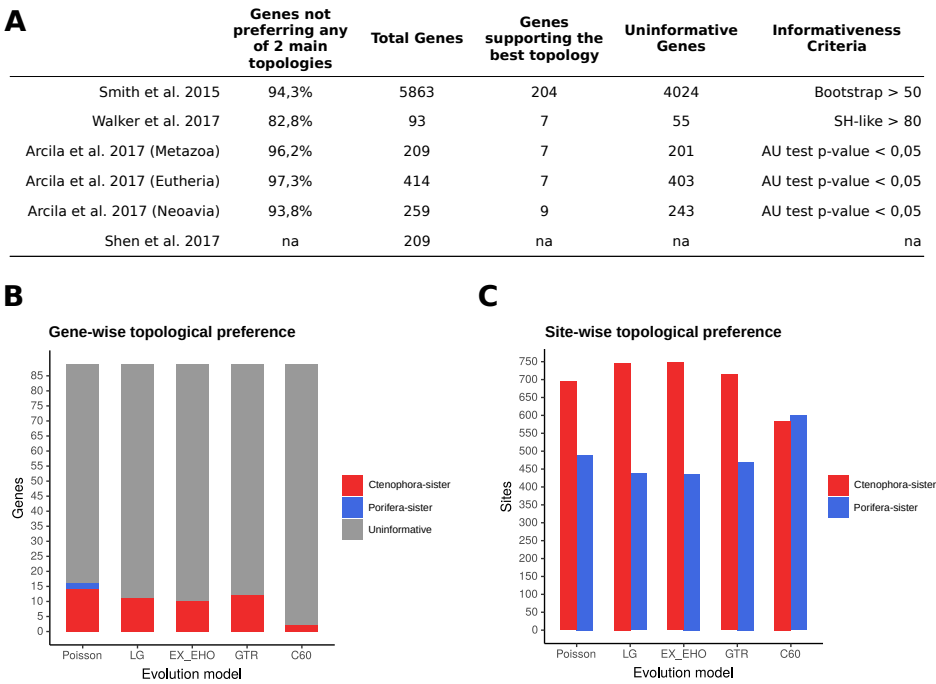 A
Genes not
preferring any
of 2 main
topologies
Total Genes
Genes
supporting the
best topology
Uninformative
Genes
Informativeness
Criteria
Smith et al. 2015 94,3% 5863 204 4024 Bootstrap > 50
Walker et al. 2017 82,8% 93 7 55 SH-like > 80
Arcila et al. 2017 (Metazoa) 96,2% 209 7 201 AU test p-value < 0,05
Arcila et al. 2017 (Eutheria) 97,3% 414 7 403 AU test p-value < 0,05
Arcila et al. 2017 (Neoavia) 93,8% 259 9 243 AU test p-value < 0,05
Shen et al. 2017 na 209 na na na
B
Gene-wise topological preference
85
80
75
70
65
60
55
50
45
40
35
30
25
20
15
10
5
0
Genes
Poisson LG EX_EHO GTR C60
Evolution model
Ctenophora-sister
Porifera-sister
Uninformative
C
Site-wise topological preference
750
700
650
600
550
500
450
400
350
300
250
200
150
100
50
0
Sites
Poisson LG EX_EHO GTR C60
Evolution model
Ctenophora-sister
Porifera-sister